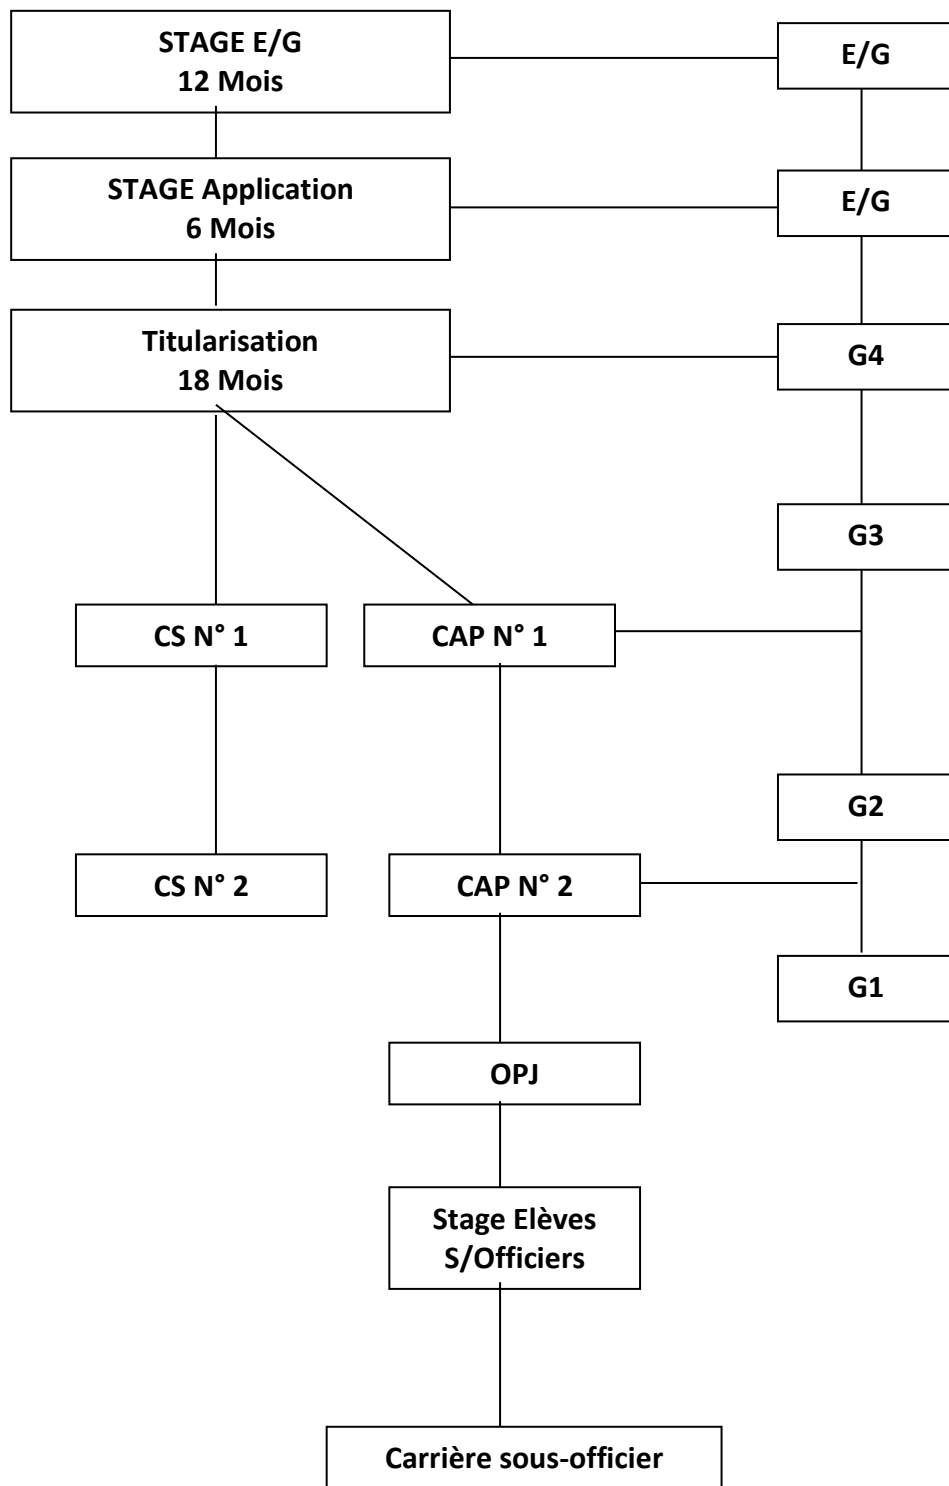 STAGE E/G
12 Mois
E/G
STAGE Application
6 Mois
E/G
Titularisation
18 Mois
G4
G3
CS N° 1
CAP N° 1
G2
CS N° 2
CAP N° 2
G1
OPJ
Stage Elèves
S/Officiers
Carrière sous-officier